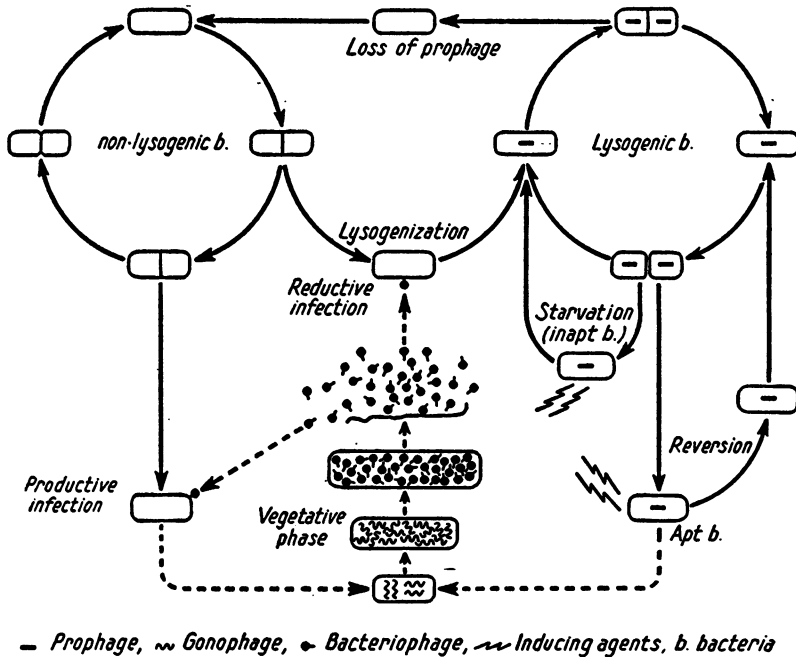 Loss of prophage
non-lysogenic b.
Lysogenic b.
Lysogenization
Reductive
infection
Starvation
(inapt b.)
Reversion
Productive
infection
Vegetative
phase
Apt b.
Prophage, Gonophage, Bacteriophage, Inducing agents, b. bacteria